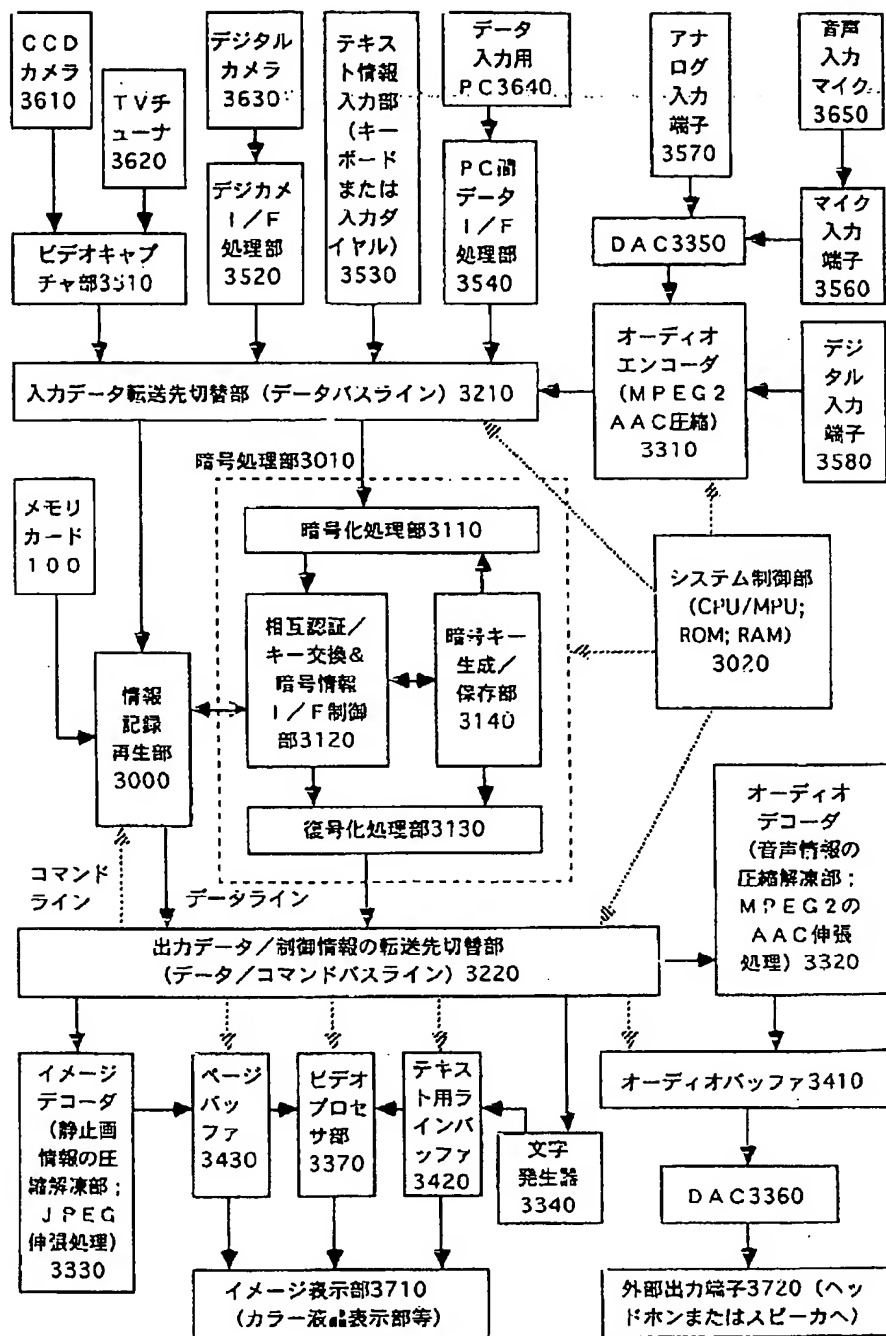 CCD
カメラ
3610
TVチ
ューナ
3620
デジタル
カメラ
3630
テキス
ト情報
入力部
(キー
ボード
または
入力ダ
イヤル)
3530
データ
入力用
PC3640
アナ
ログ
入力
端子
3570
音声
入力
マイク
3650
ビデオキャプ
チャ部3510
デジカメ
I/F
処理部
3520
PC間
データ
I/F
処理部
3540
DAC3350
マイク
入力
端子
3560
オーディオ
エンコーダ
(MPEG2
AAC圧縮)
3310
デジ
タル
入力
端子
3580
入力データ転送先切替部(データバスライン)3210
暗号処理部3010
メモリ
カード
100
暗号化処理部3110
相互認証/
キー交換&
暗号情報
I/F制御
部3120
暗号キー
生成/
保存部
3140
システム制御部
(CPU/MPU;
ROM; RAM)
3020
情報
記録
再生部
3000
復号化処理部3130
コマンド
ライン
データライン
オーディオ
デコーダ
(音声情報の
圧縮解凍部;
MPEG2の
AAC伸張
処理)3320
出力データ/制御情報の転送先切替部
(データ/コマンドバスライン)3220
イメージ
デコーダ
(静止画
情報の圧
縮解凍部;
JPEG
伸張処理)
3330
ページ
バッ
ファ
3430
ビデオ
プロセ
サ部
3370
テキス
ト用ラ
インバ
ッファ
3420
文字
発生器
3340
オーディオバッファ3410
DAC3360
イメージ表示部3710
(カラー液晶表示部等)
外部出力端子3720(ヘッ
ドホンまたはスピーカへ)